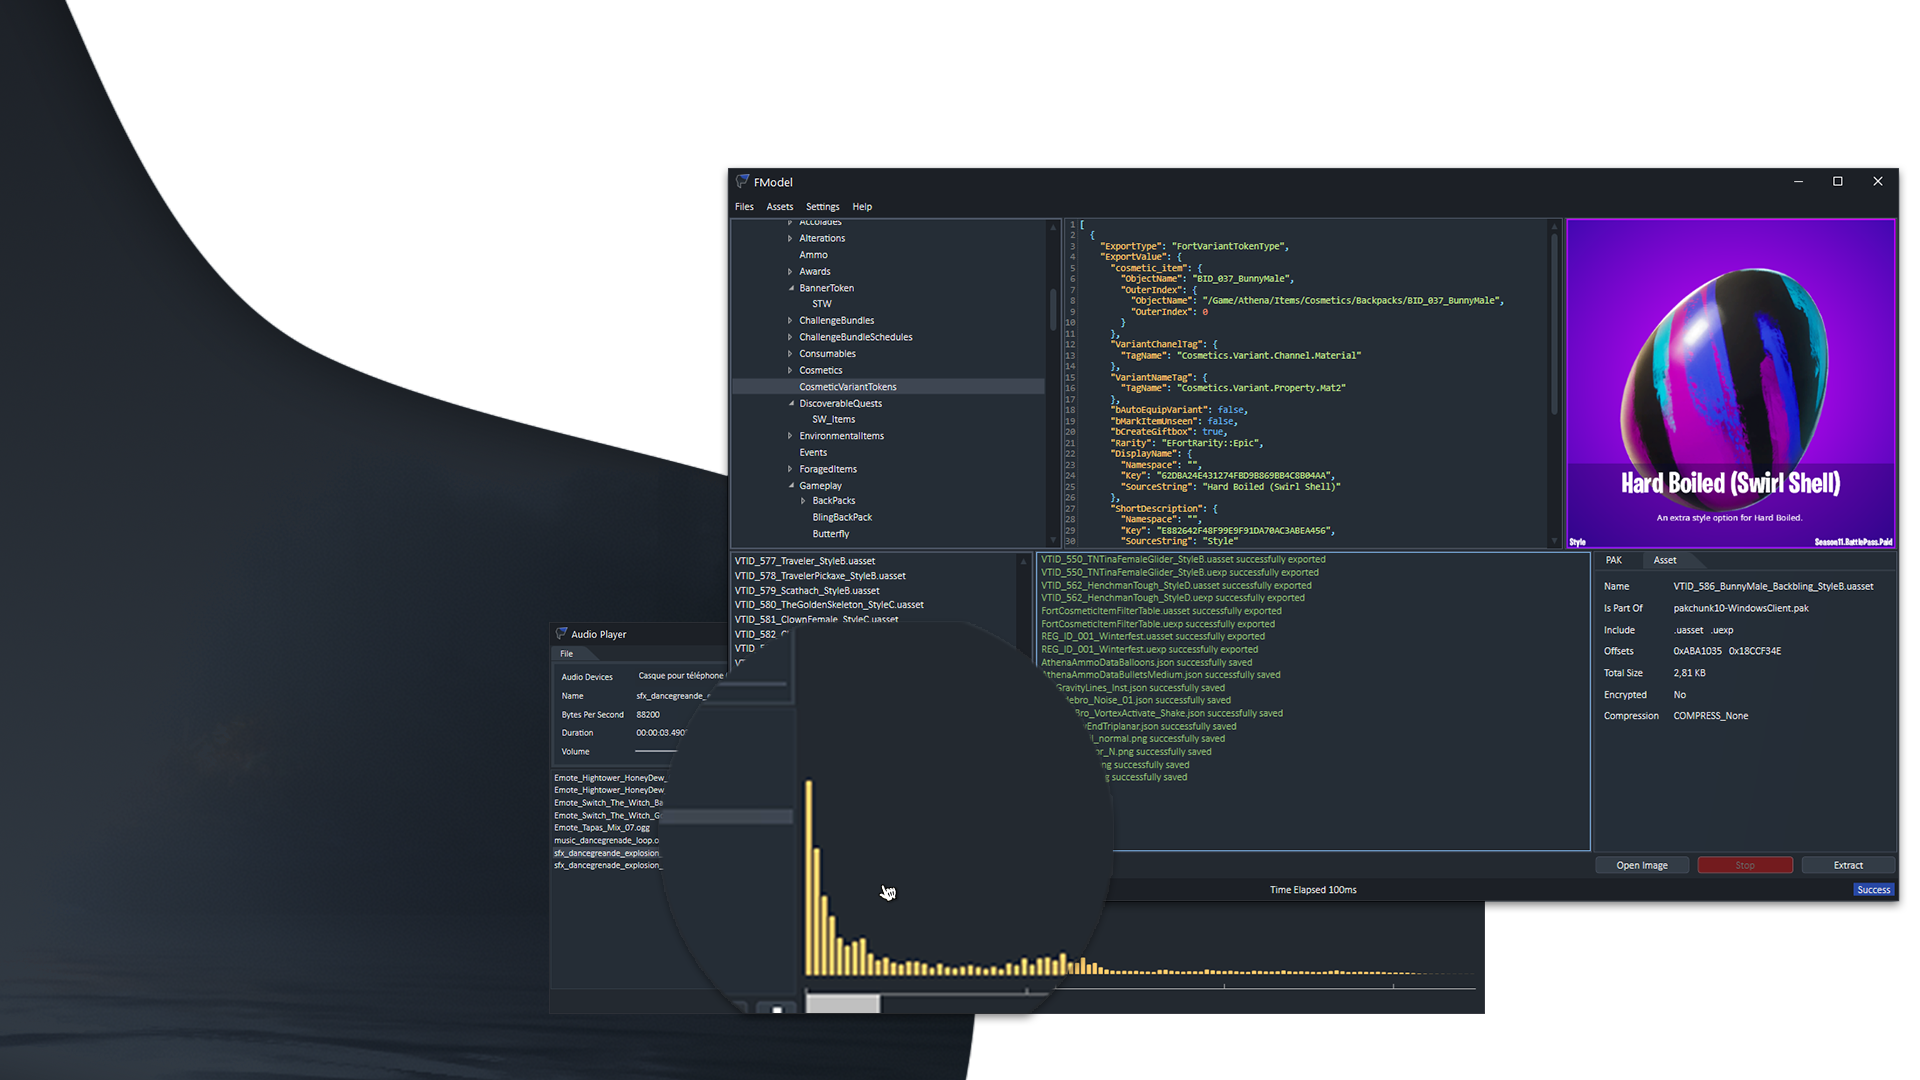 FModel
Files Assets Settings Help
Accolades
Alterations
Ammo
Awards
BannerToken
STW
ChallengeBundles
ChallengeBundleSchedules
Consumables
Cosmetics
CosmeticVariantTokens
DiscoverableQuests
SW_Items
EnvironmentalItems
Events
ForagedItems
Gameplay
BackPacks
BlingBackPack
Butterfly
1 [
2 {
3 "ExportType": "FortVariantTokenType",
4 "ExportValue": {
5 "cosmetic_item": {
6 "ObjectName": "BID_037_BunnyMale",
7 "OuterIndex": {
8 "ObjectName": "/Game/Athena/Items/Cosmetics/Backpacks/BID_037_BunnyMale",
9 "OuterIndex": 0
10 }
11 },
12 "VariantChanelTag": {
13 "TagName": "Cosmetics.Variant.Channel.Material"
14 },
15 "VariantNameTag": {
16 "TagName": "Cosmetics.Variant.Property.Mat2"
17 },
18 "bAutoEquipVariant": false,
19 "bMarkItemUnseen": false,
20 "bCreateGiftbox": true,
21 "Rarity": "EFortRarity::Epic",
22 "DisplayName": {
23 "Namespace": "",
24 "Key": "62DBA24E431274FBD9B869BB4C8B04AA",
25 "SourceString": "Hard Boiled (Swirl Shell)"
26 },
27 "ShortDescription": {
28 "Namespace": "",
29 "Key": "E882642F48F99E9F91DA70AC3ABEA456",
30 "SourceString": "Style"
Hard Boiled (Swirl Shell)
An extra style option for Hard Boiled.
Style
Season11.BattlePass.Paid
VTID_577_Traveler_StyleB.uasset
VTID_578_TravelerPickaxe_StyleB.uasset
VTID_579_Scathach_StyleB.uasset
VTID_580_TheGoldenSkeleton_StyleC.uasset
VTID_581_ClownFemale_StyleC.uasset
VTID_582_
VTID_
VTID_550_TNTinaFemaleGlider_StyleB.uasset successfully exported
VTID_550_TNTinaFemaleGlider_StyleB.uexp successfully exported
VTID_562_HenchmanTough_StyleD.uasset successfully exported
VTID_562_HenchmanTough_StyleD.uexp successfully exported
FortCosmeticItemFilterTable.uasset successfully exported
FortCosmeticItemFilterTable.uexp successfully exported
REG_ID_001_Winterfest.uasset successfully exported
REG_ID_001_Winterfest.uexp successfully exported
AthenaAmmoDataBalloons.json successfully saved
AthenaAmmoDataBulletsMedium.json successfully saved
GravityLines_Inst.json successfully saved
ebro_Noise_01.json successfully saved
Bro_VortexActivate_Shake.json successfully saved
EndTriplanar.json successfully saved
_normal.png successfully saved
or_N.png successfully saved
ng successfully saved
g successfully saved
PAK Asset
Name VTID_586_BunnyMale_Backbling_StyleB.uasset
Is Part Of pakchunk10-WindowsClient.pak
Include .uasset .uexp
Offsets 0xABA1035 0x18CCF34E
Total Size 2,81 KB
Encrypted No
Compression COMPRESS_None
Open Image Stop Extract
Time Elapsed 100ms
Success
Audio Player
File
Audio Devices Casque pour téléphone
Name sfx_dancegreande_
Bytes Per Second 88200
Duration 00:00:03.490
Volume
Emote_Hightower_HoneyDew_
Emote_Hightower_HoneyDew_
Emote_Switch_The_Witch_Ba
Emote_Switch_The_Witch_G
Emote_Tapas_Mix_07.ogg
music_dancegrenade_loop.o
sfx_dancegreande_explosion_
sfx_dancegrenade_explosion_